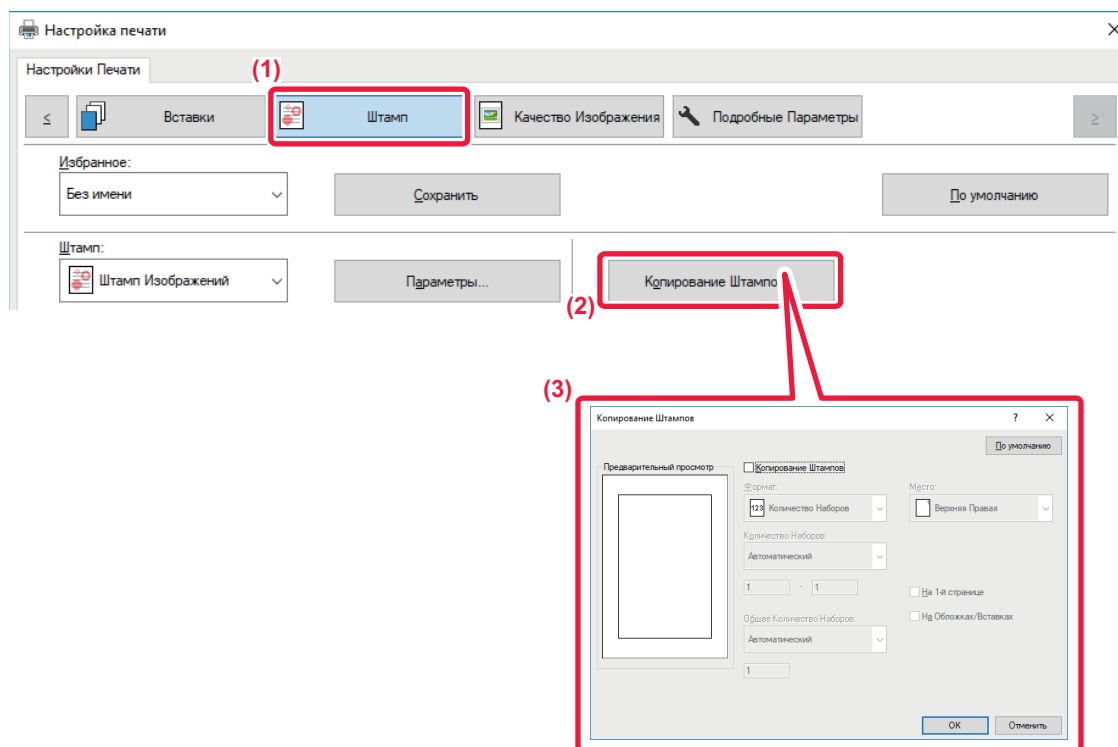 Настройка печати
Настройки Печати
(1)
<
Вставки
Штамп
Качество Изображения
Подробные Параметры
>
Избранное:
Без имени
Сохранить
По умолчанию
Штамп:
Штамп Изображений
Параметры...
Копирование Штампо
(2)
(3)
Копирование Штампов
?
По умолчанию
Предварительный просмотр
Копирование Штампов
Формат:
Место:
123 Количество Наборов
Верхняя Правая
Количество Наборов:
Автоматический
1 - 1
На 1-й странице
На Обложках/Вставках
Общее Количество Наборов:
Автоматический
1
OK
Отменить